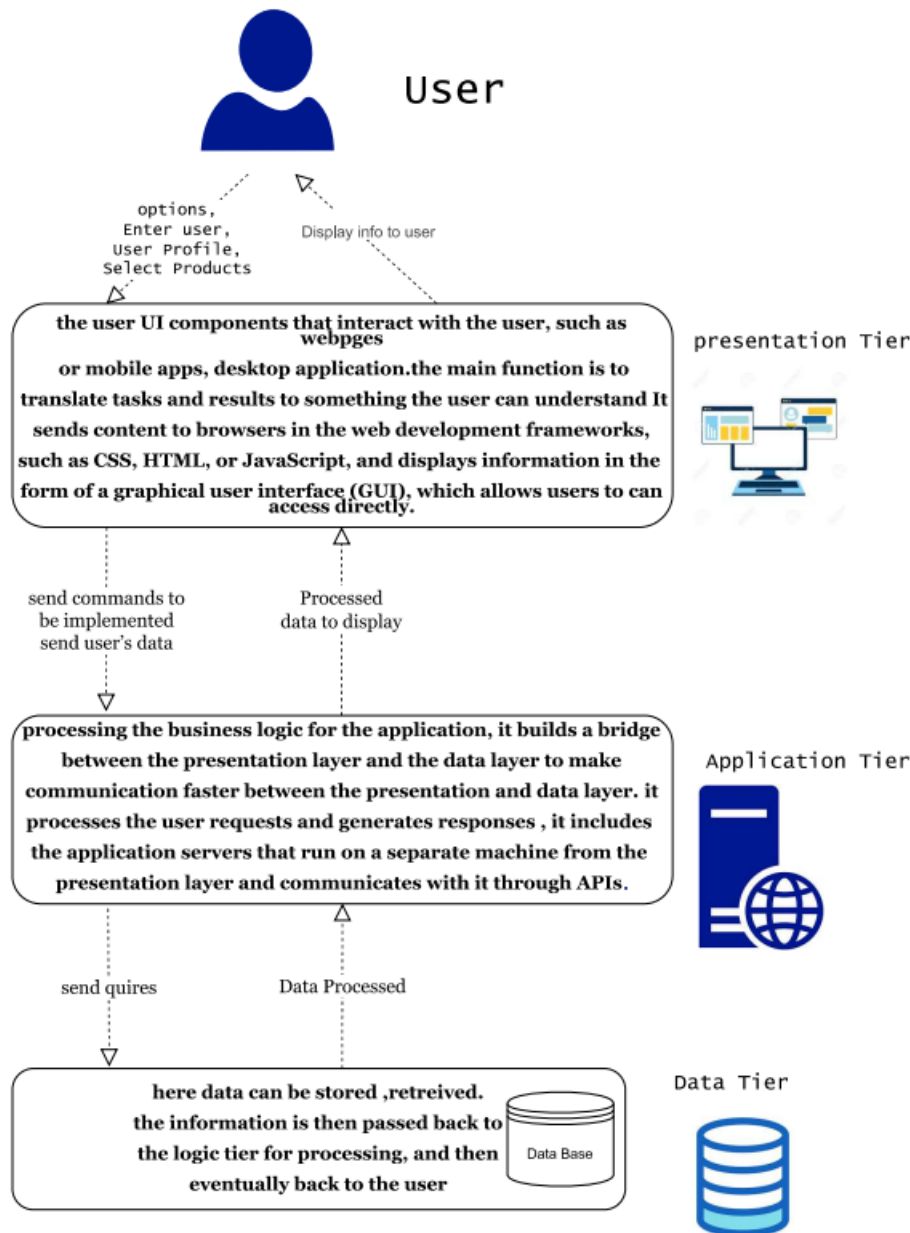 User
options,
Enter user,
User Profile,
Select Products
Display info to user
the user UI components that interact with the user, such as
webpges
or mobile apps, desktop application.the main function is to
translate tasks and results to something the user can understand It
sends content to browsers in the web development frameworks,
such as CSS, HTML, or JavaScript, and displays information in the
form of a graphical user interface (GUI), which allows users to can
access directly.
presentation Tier
send commands to
be implemented
send user's data
Processed
data to display
processing the business logic for the application, it builds a bridge
between the presentation layer and the data layer to make
communication faster between the presentation and data layer. it
processes the user requests and generates responses , it includes
the application servers that run on a separate machine from the
presentation layer and communicates with it through APIs.
Application Tier
send quires
Data Processed
here data can be stored ,retreived.
the information is then passed back to
the logic tier for processing, and then
eventually back to the user
Data Base
Data Tier